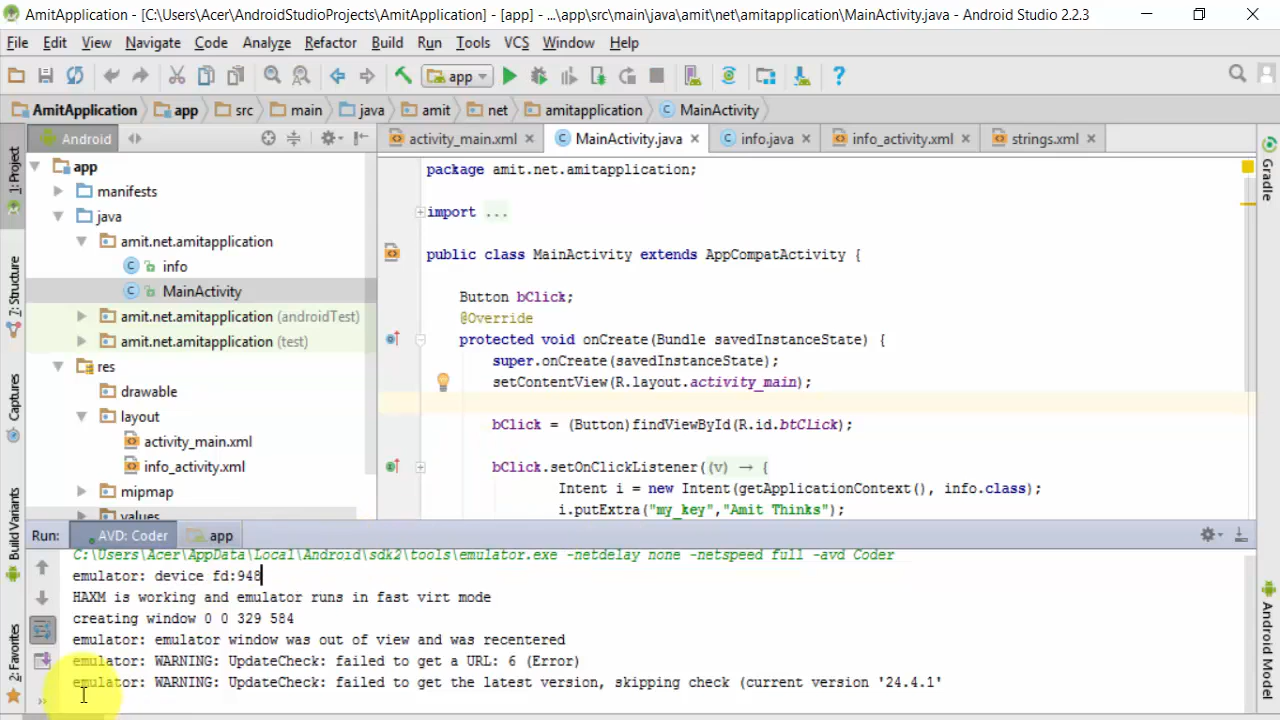 AmitApplication - [C:\Users\Acer\AndroidStudioProjects\AmitApplication] - [app] - ...\app\src\main\java\amit\net\amitapplication\MainActivity.java - Android Studio 2.2.3
File Edit View Navigate Code Analyze Refactor Build Run Tools VCS Window Help
app
AmitApplication app src main java amit net amitapplication MainActivity
Android
activity_main.xml MainActivity.java info.java info_activity.xml strings.xml
1: Project
7: Structure
Captures
Build Variants
2: Favorites
app
manifests
java
amit.net.amitapplication
info
MainActivity
amit.net.amitapplication (androidTest)
amit.net.amitapplication (test)
res
drawable
layout
activity_main.xml
info_activity.xml
mipmap
values
package amit.net.amitapplication;
import ...
public class MainActivity extends AppCompatActivity {
Button bClick;
@Override
protected void onCreate(Bundle savedInstanceState) {
super.onCreate(savedInstanceState);
setContentView(R.layout.activity_main);
bClick = (Button)findViewById(R.id.btClick);
bClick.setOnClickListener((v) → {
Intent i = new Intent(getApplicationContext(), info.class);
i.putExtra("my_key","Amit Thinks");
Gradle
Android Model
Run: AVD: Coder app
C:\Users\Acer\AppData\Local\Android\sdk2\tools\emulator.exe -netdelay none -netspeed full -avd Coder
emulator: device fd:948
HAXM is working and emulator runs in fast virt mode
creating window 0 0 329 584
emulator: emulator window was out of view and was recentered
emulator: WARNING: UpdateCheck: failed to get a URL: 6 (Error)
emulator: WARNING: UpdateCheck: failed to get the latest version, skipping check (current version '24.4.1'